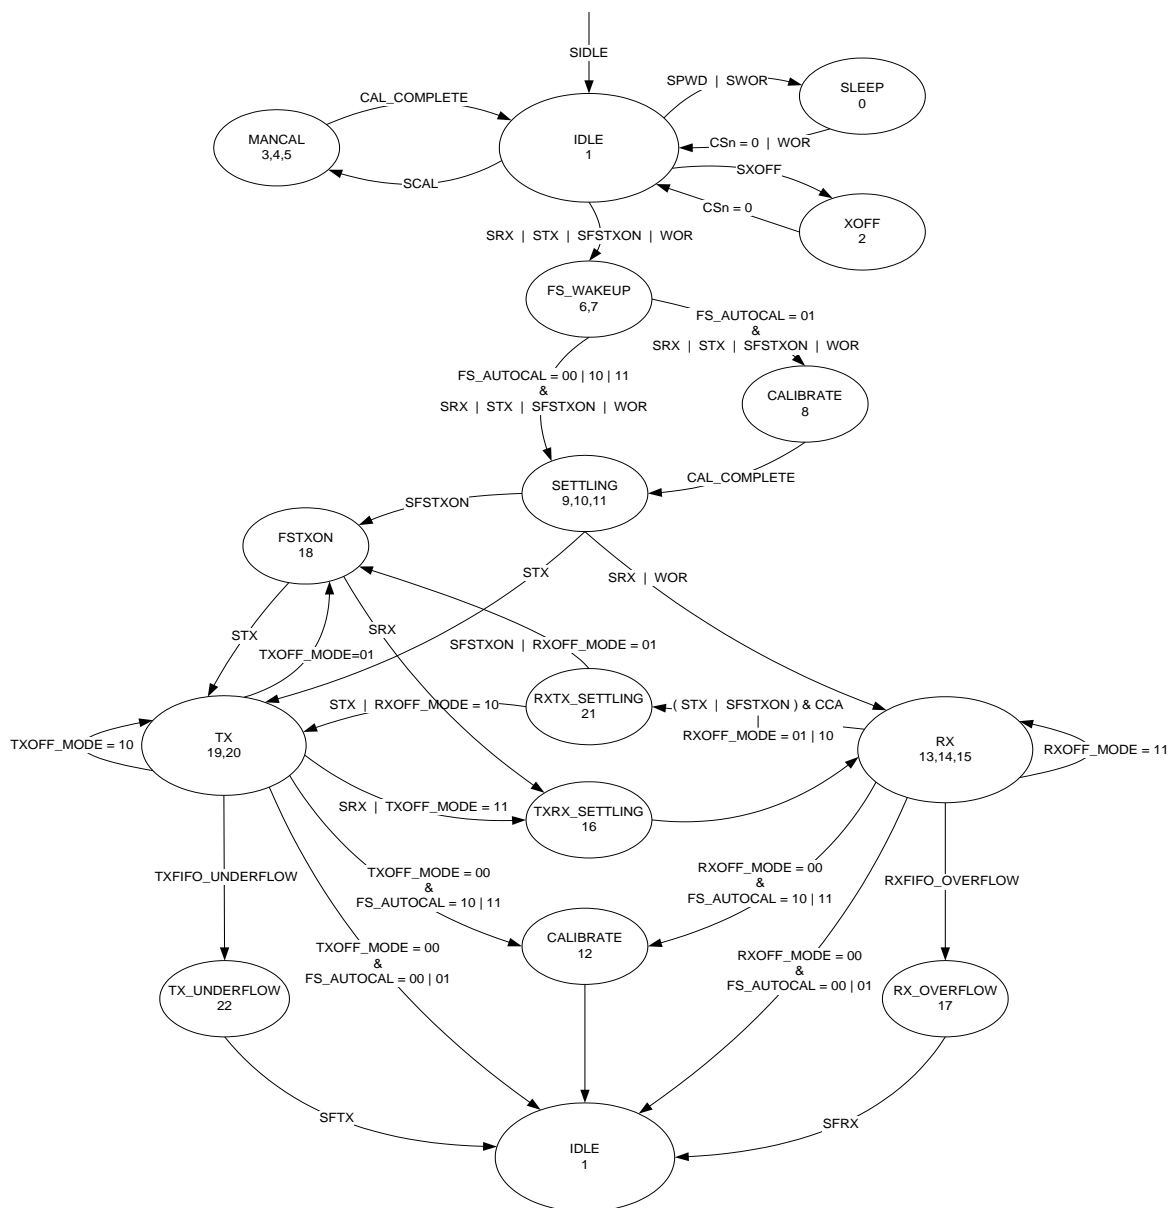 SIDLE
SPWD | SWOR
SLEEP
0
CAL_COMPLETE
IDLE
1
MANCAL
3,4,5
CSn = 0 | WOR
SXOFF
SCAL
CSn = 0
XOFF
2
SRX | STX | SFSTXON | WOR
FS_WAKEUP
6,7
FS_AUTOCAL = 01
&
SRX | STX | SFSTXON | WOR
FS_AUTOCAL = 00 | 10 | 11
&
SRX | STX | SFSTXON | WOR
CALIBRATE
8
CAL_COMPLETE
SETTLING
9,10,11
SFSTXON
FSTXON
18
STX
SRX | WOR
STX
SRX
TXOFF_MODE=01
SFSTXON | RXOFF_MODE = 01
RXTX_SETTLING
21
STX | RXOFF_MODE = 10
( STX | SFSTXON ) & CCA
|
RXOFF_MODE = 01 | 10
TXOFF_MODE = 10
TX
19,20
RX
13,14,15
RXOFF_MODE = 11
SRX | TXOFF_MODE = 11
TXRX_SETTLING
16
TXFIFO_UNDERFLOW
TXOFF_MODE = 00
&
FS_AUTOCAL = 10 | 11
RXOFF_MODE = 00
&
FS_AUTOCAL = 10 | 11
RXFIFO_OVERFLOW
CALIBRATE
12
TXOFF_MODE = 00
&
FS_AUTOCAL = 00 | 01
RXOFF_MODE = 00
&
FS_AUTOCAL = 00 | 01
TX_UNDERFLOW
22
RX_OVERFLOW
17
SFTX
SFRX
IDLE
1